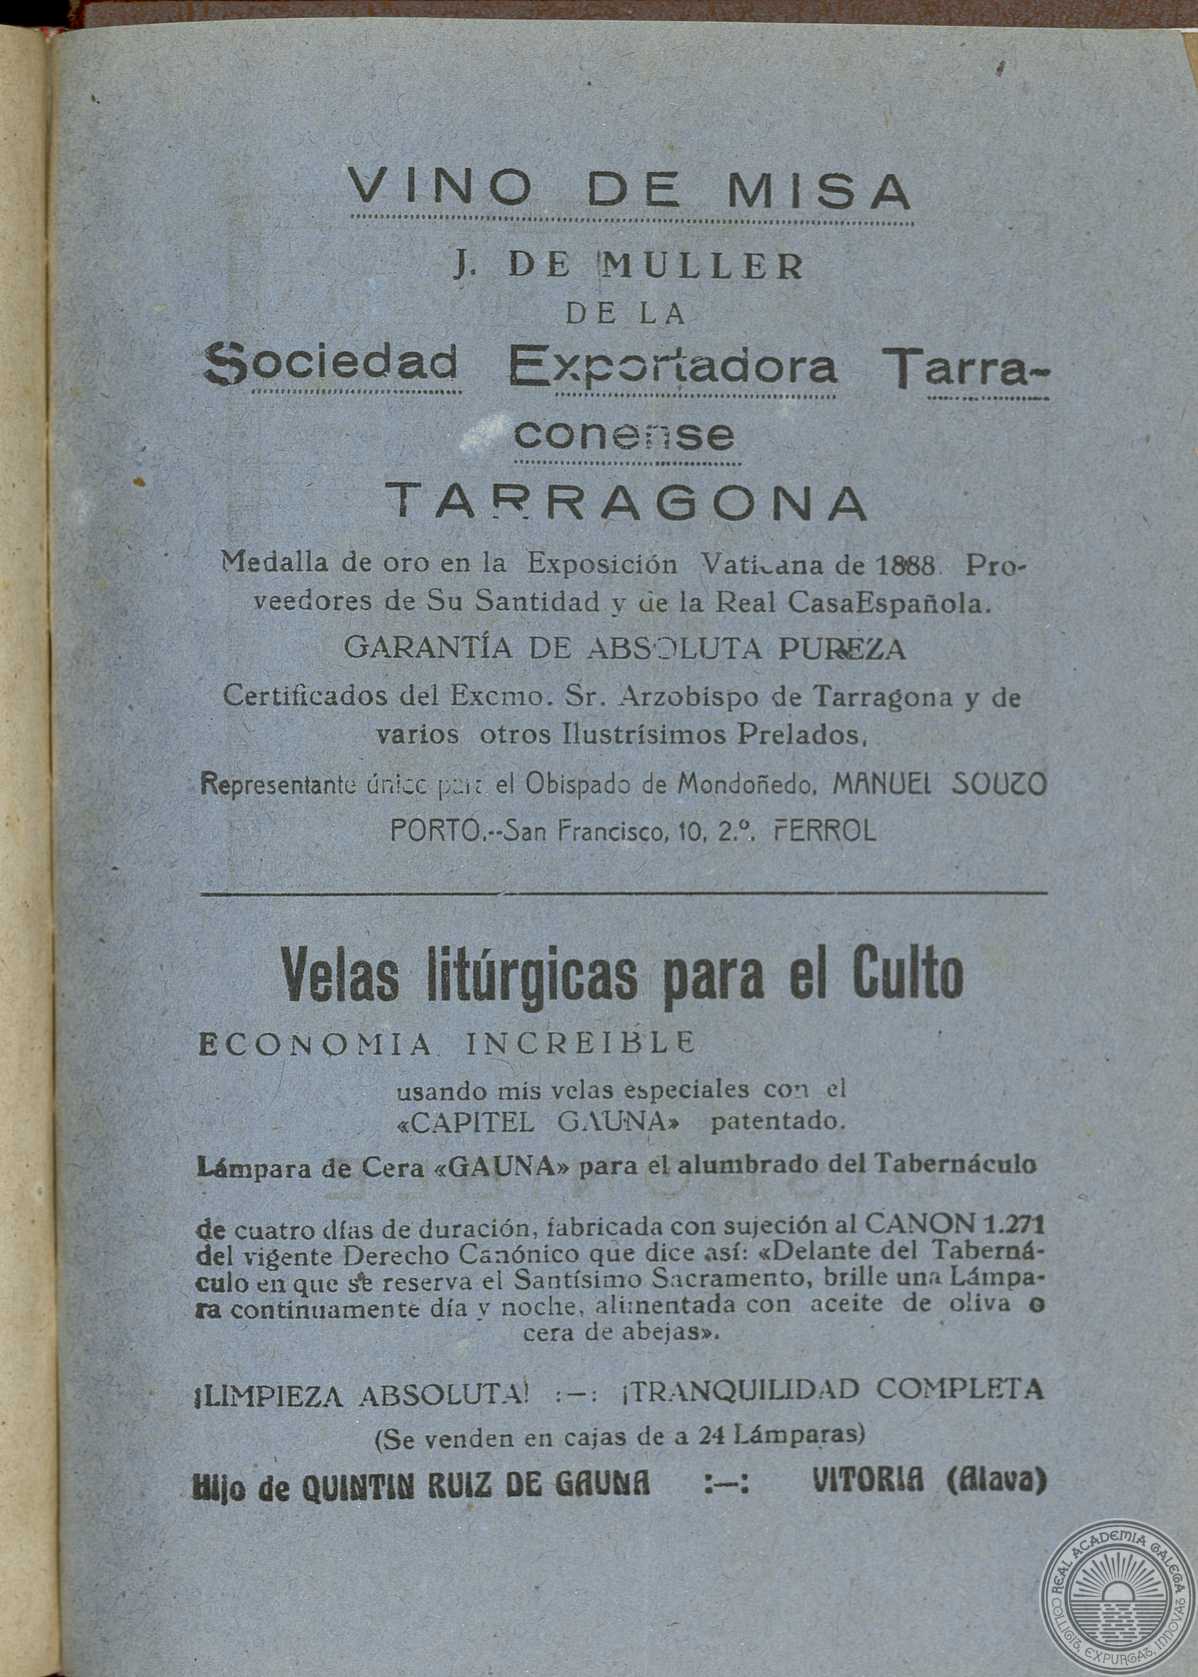 VINO DE MISA
J. DE MULLER
DE LA
Sociedad Exportadora Tarra-
conense
TARRAGONA
Medalla de oro en la Exposición Vaticana de 1888. Pro-
veedores de Su Santidad y de la Real CasaEspañola.
GARANTÍA DE ABSOLUTA PUREZA
Certificados del Excmo. Sr. Arzobispo de Tarragona y de
varios otros Ilustrísimos Prelados,
Representante único para el Obispado de Mondoñedo, MANUEL SOUZO
PORTO.--San Francisco, 10, 2.º. FERROL
Velas litúrgicas para el Culto
ECONOMIA INCREIBLE
usando mis velas especiales con el
«CAPITEL GAUNA» patentado.
Lámpara de Cera «GAUNA» para el alumbrado del Tabernáculo
de cuatro días de duración, fabricada con sujeción al CANON 1.271
del vigente Derecho Canónico que dice así: «Delante del Taberná-
culo en que se reserva el Santísimo Sacramento, brille una Lámpa-
ra continuamente día y noche, alimentada con aceite de oliva o
cera de abejas».
¡LIMPIEZA ABSOLUTA! :—: ¡TRANQUILIDAD COMPLETA
(Se venden en cajas de a 24 Lámparas)
Hijo de QUINTIN RUIZ DE GAUNA :—: VITORIA (Alava)
REAL ACADEMIA GALEGA
COLLIGIT, EXPURGAT, INNOVAT